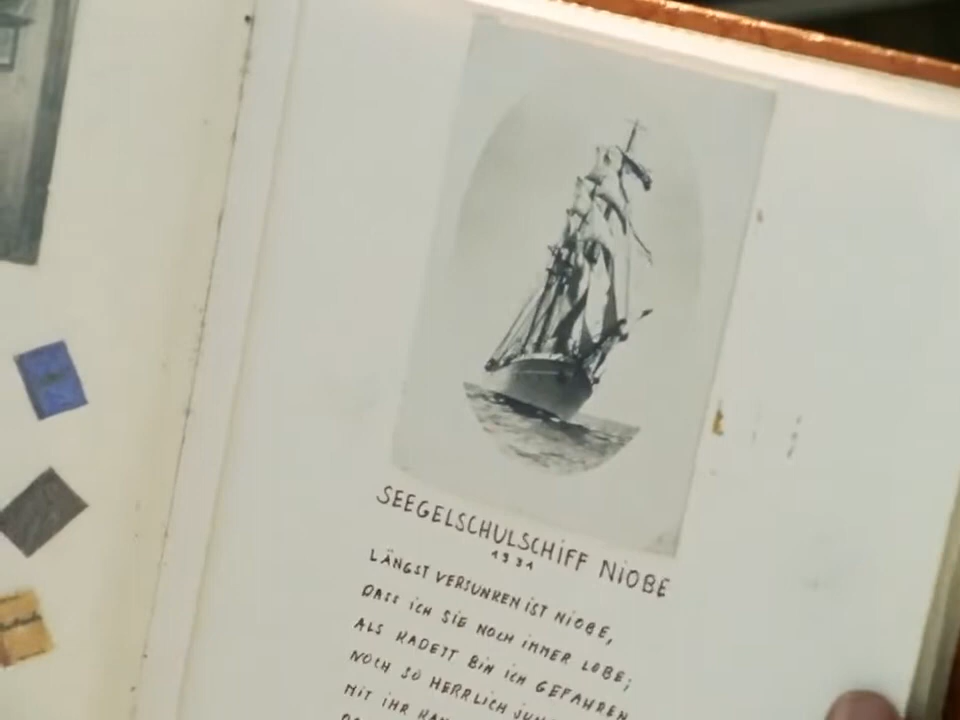 SEEGELSCHULSCHIFF NIOBE
1931
LÄNGST VERSUNKEN IST NIOBE,
DASS ICH SIE NOCH IMMER LOBE;
ALS KADETT BIN ICH GEFAHREN
NOCH SO HERRLICH
MIT IHR